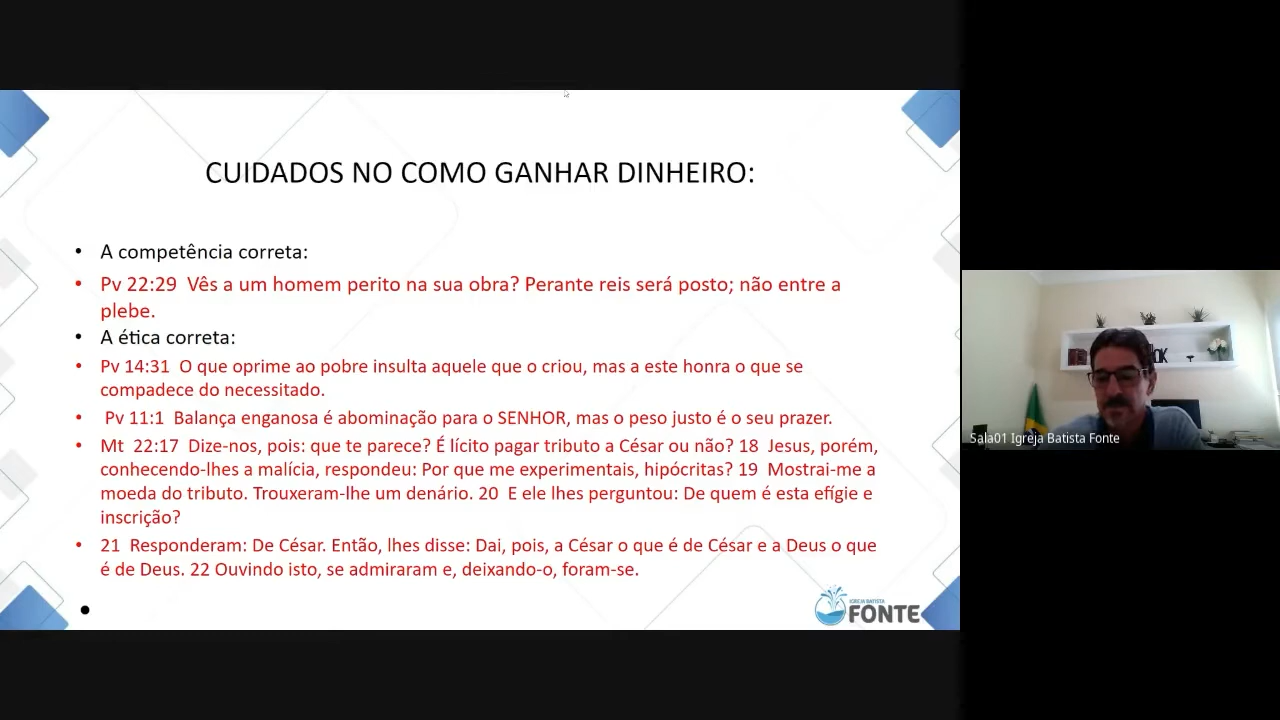 CUIDADOS NO COMO GANHAR DINHEIRO:
• A competência correta:
• Pv 22:29 Vês a um homem perito na sua obra? Perante reis será posto; não entre a
plebe.
• A ética correta:
• Pv 14:31 O que oprime ao pobre insulta aquele que o criou, mas a este honra o que se
compadece do necessitado.
• Pv 11:1 Balança enganosa é abominação para o SENHOR, mas o peso justo é o seu prazer.
• Mt 22:17 Dize-nos, pois: que te parece? É lícito pagar tributo a César ou não? 18 Jesus, porém,
conhecendo-lhes a malícia, respondeu: Por que me experimentais, hipócritas? 19 Mostrai-me a
moeda do tributo. Trouxeram-lhe um denário. 20 E ele lhes perguntou: De quem é esta efígie e
inscrição?
• 21 Responderam: De César. Então, lhes disse: Dai, pois, a César o que é de César e a Deus o que
é de Deus. 22 Ouvindo isto, se admiraram e, deixando-o, foram-se.
•
IGREJA BATISTA
FONTE
Sala01 Igreja Batista Fonte